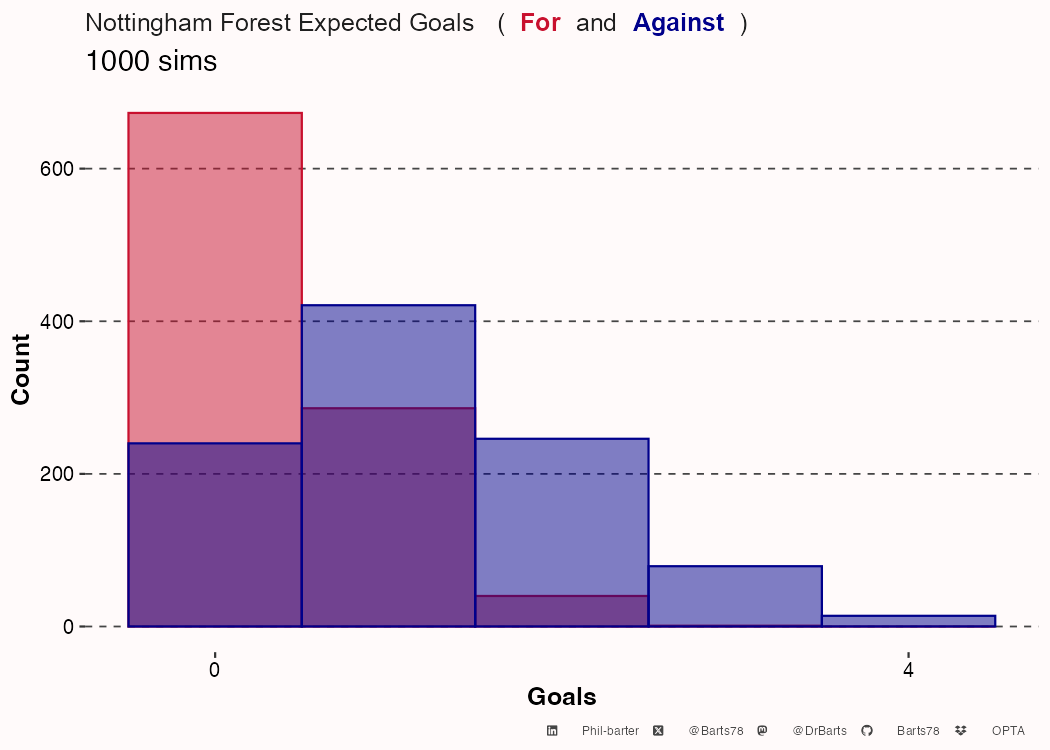 Nottingham Forest Expected Goals ( For and Against )
1000 sims
600
400
200
0
Count
0 4
Goals
Phil-barter @Barts78 @DrBarts Barts78 OPTA